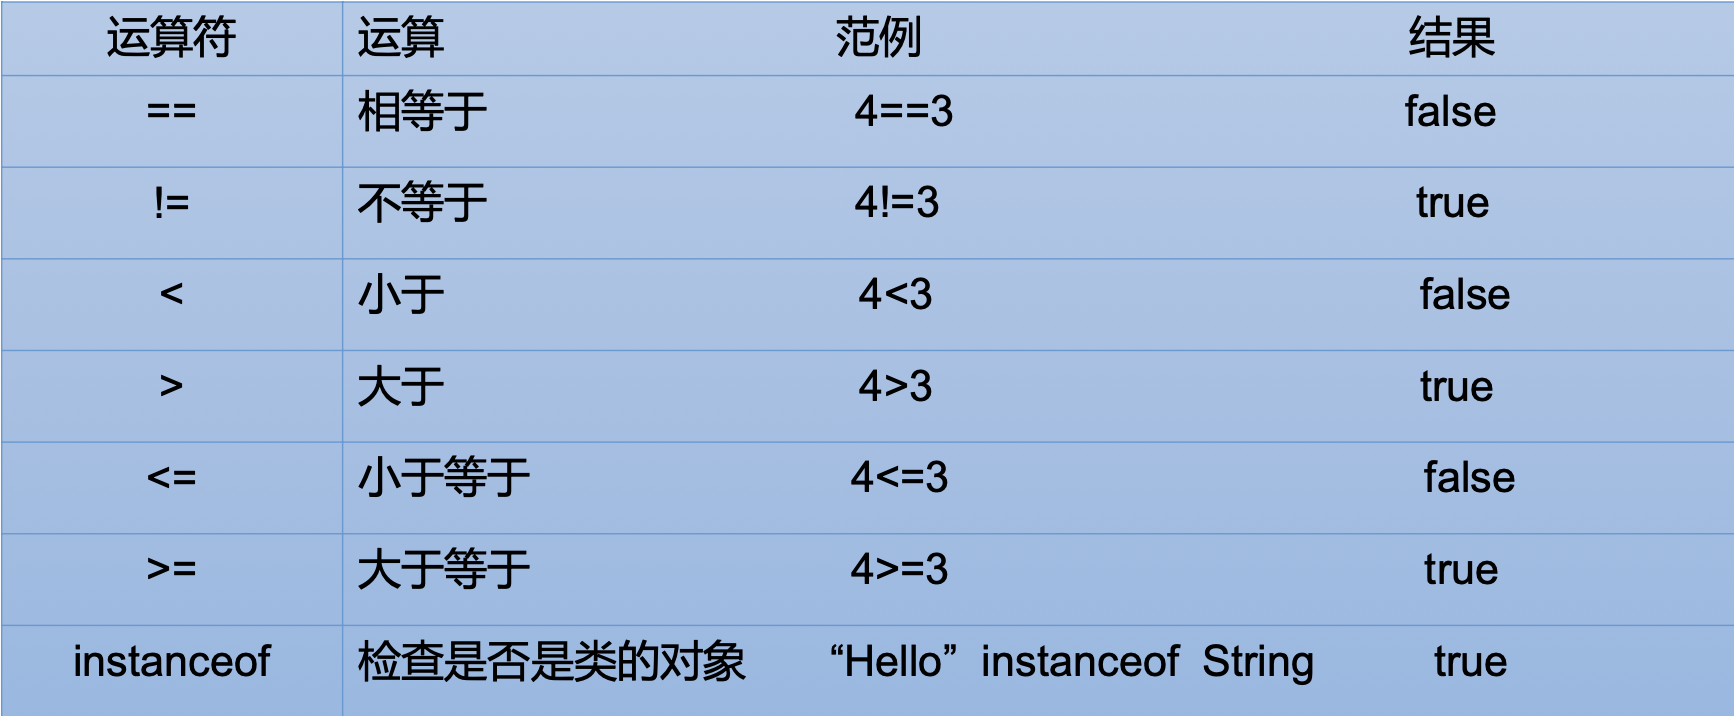 运算符 运算 范例 结果
== 相等于 4==3 false
!= 不等于 4!=3 true
< 小于 4<3 false
> 大于 4>3 true
<= 小于等于 4<=3 false
>= 大于等于 4>=3 true
instanceof 检查是否是类的对象 “Hello” instanceof String true